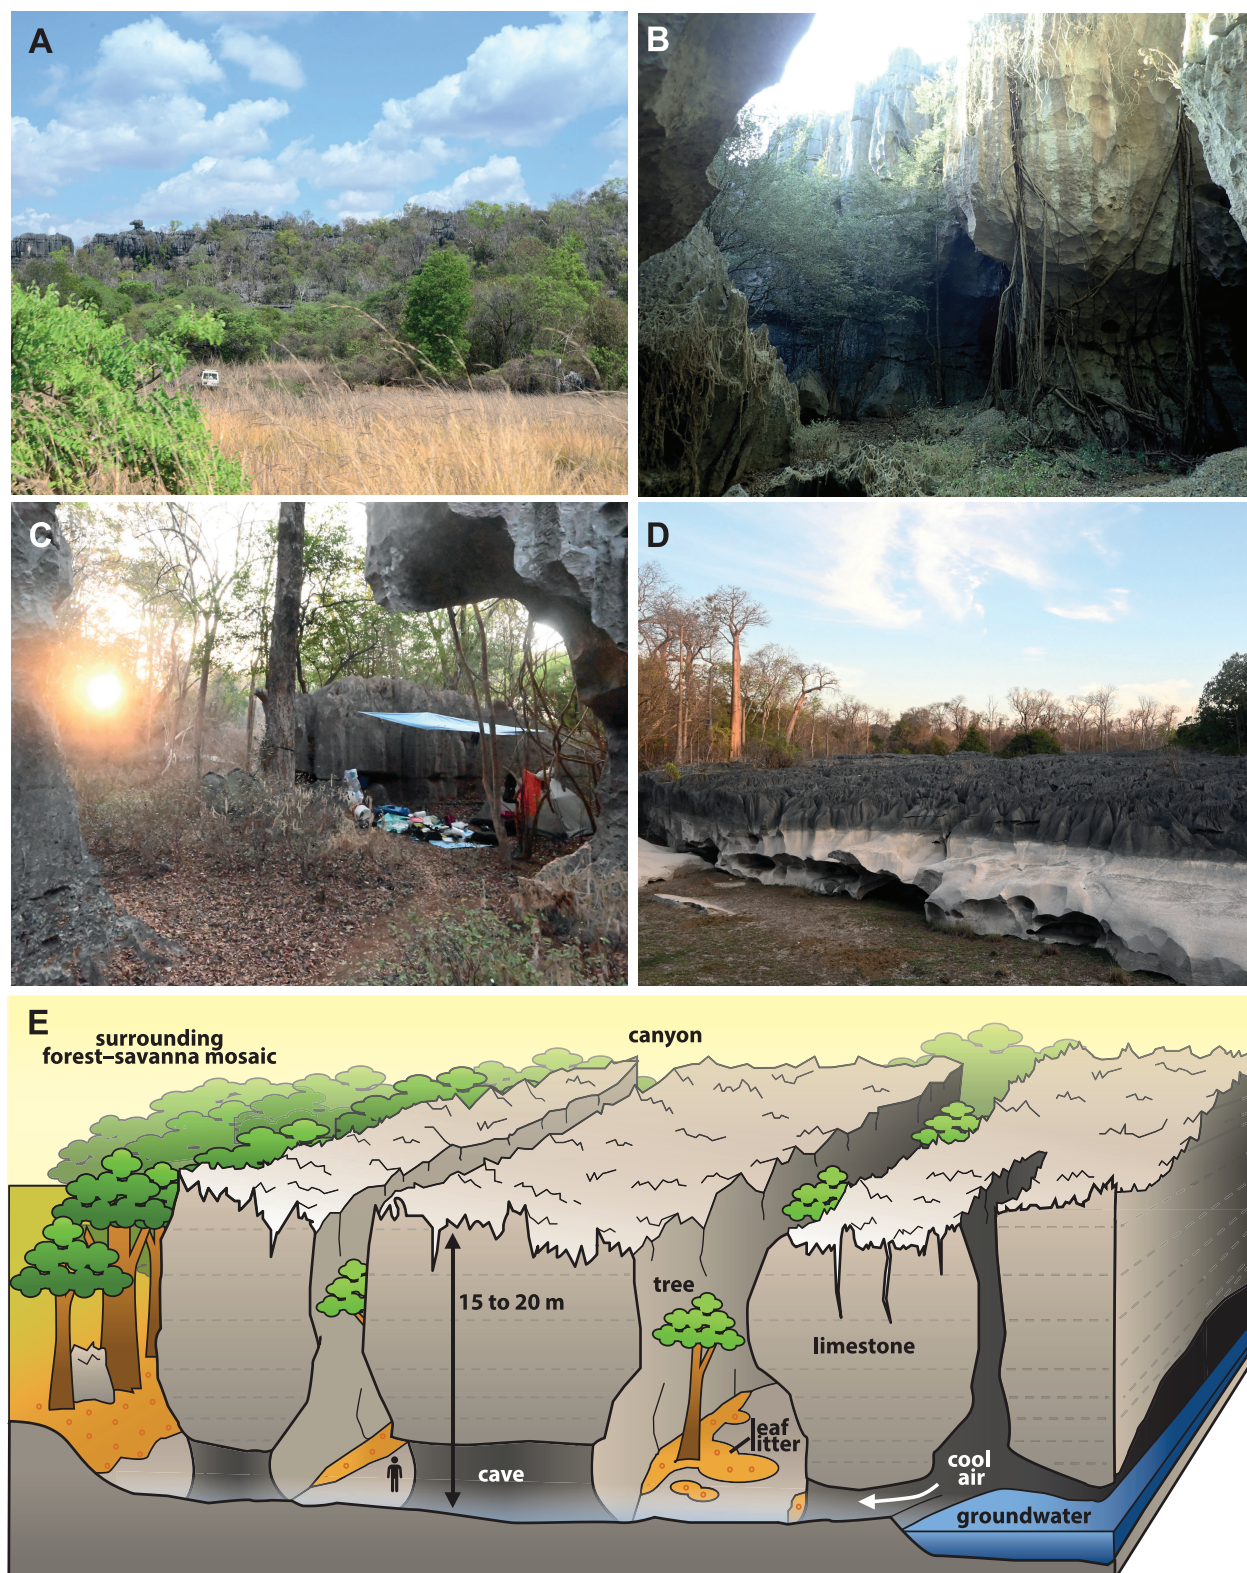 A
B
C
D
E
surrounding
forest–savanna mosaic
canyon
15 to 20 m
tree
limestone
leaf
litter
cave
cool
air
groundwater